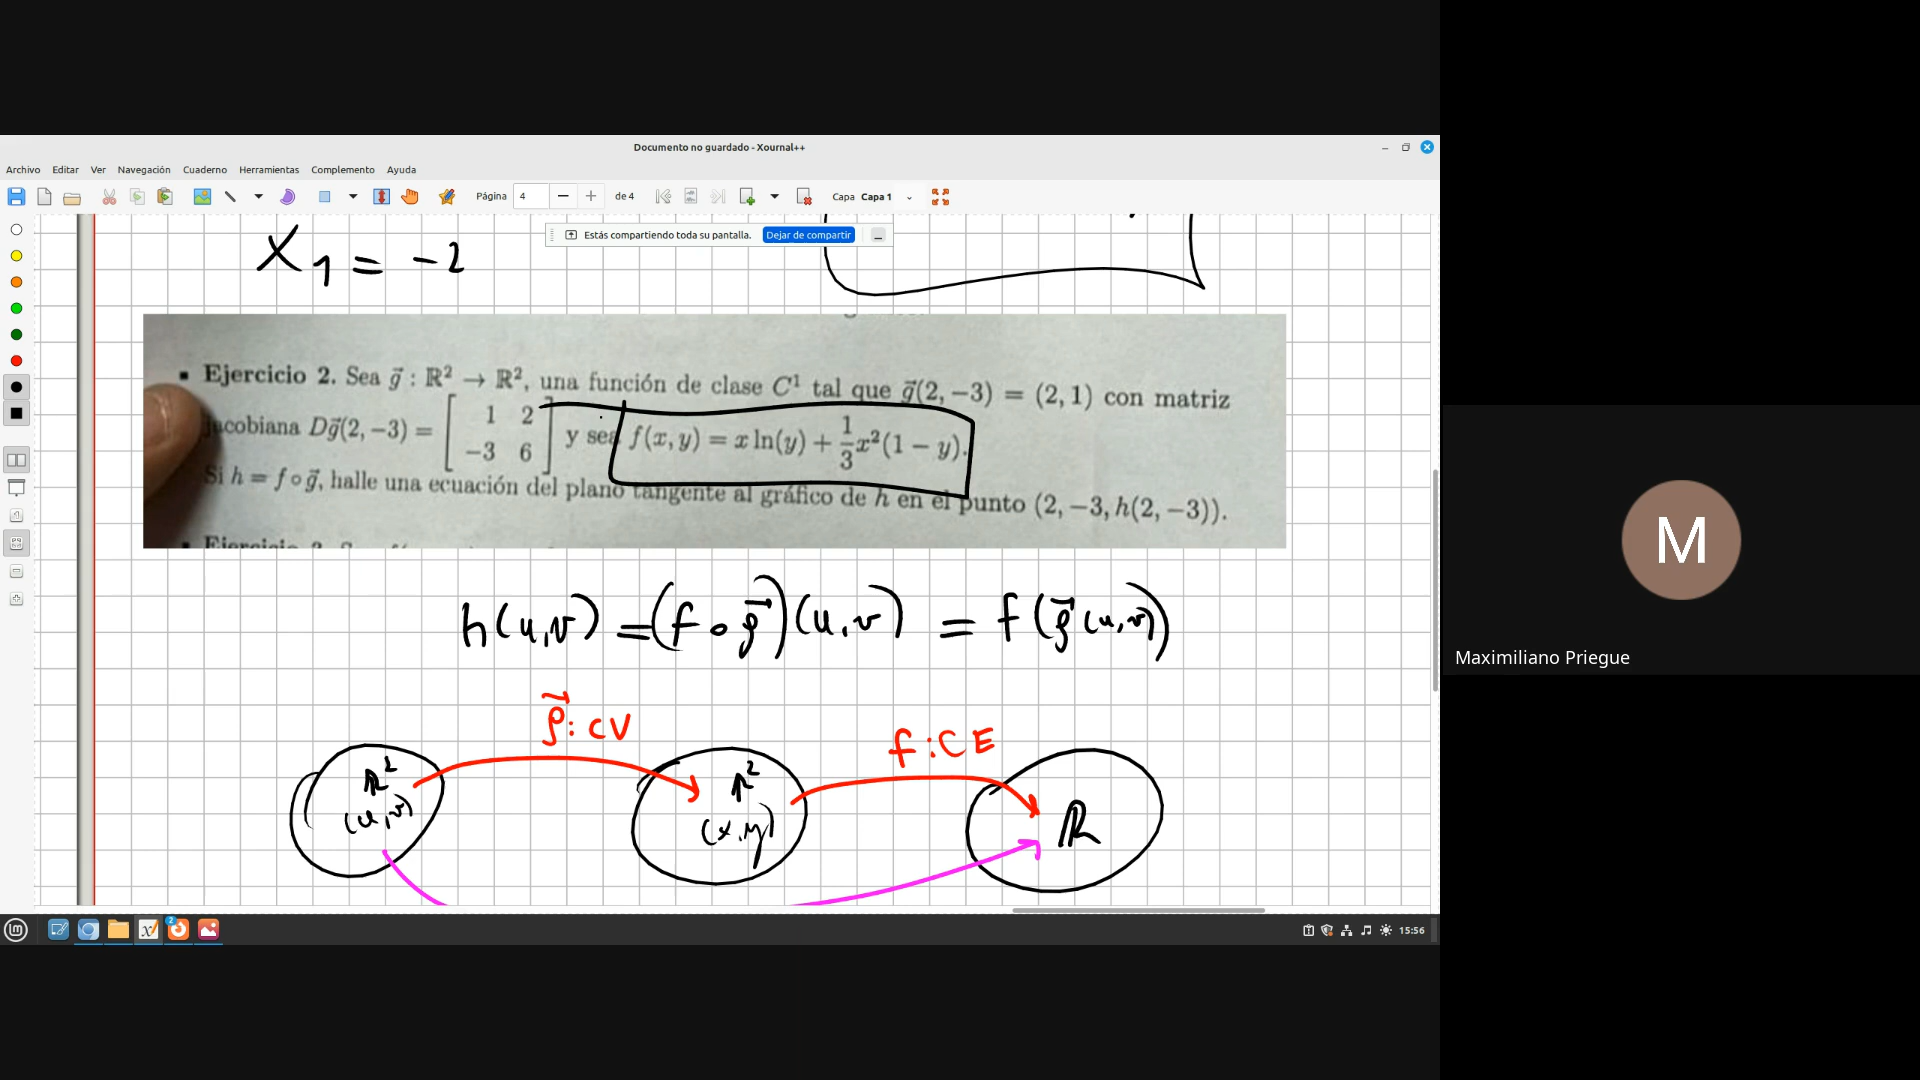 Documento no guardado - Xournal++
Archivo Editar Ver Navegación Cuaderno Herramientas Complemento Ayuda
Página 4 de 4 Capa Capa 1
Estás compartiendo toda su pantalla. Dejar de compartir
X₁ = -2
▪ Ejercicio 2. Sea g⃗ : ℝ² → ℝ², una función de clase C¹ tal que g⃗(2, −3) = (2, 1) con matriz
jacobiana Dg⃗(2, −3) = [ 1 2 ; −3 6 ] y sea f(x, y) = x ln(y) + 1/3 x²(1 − y).
Si h = f ∘ g⃗, halle una ecuación del plano tangente al gráfico de h en el punto (2, −3, h(2, −3)).
h(u,v) = (f ∘ g⃗)(u,v) = f(g⃗(u,v))
g⃗: CV
f: CE
ℝ² ℝ² ℝ
(u,v) (x,y)
M
Maximiliano Priegue
2
15:56